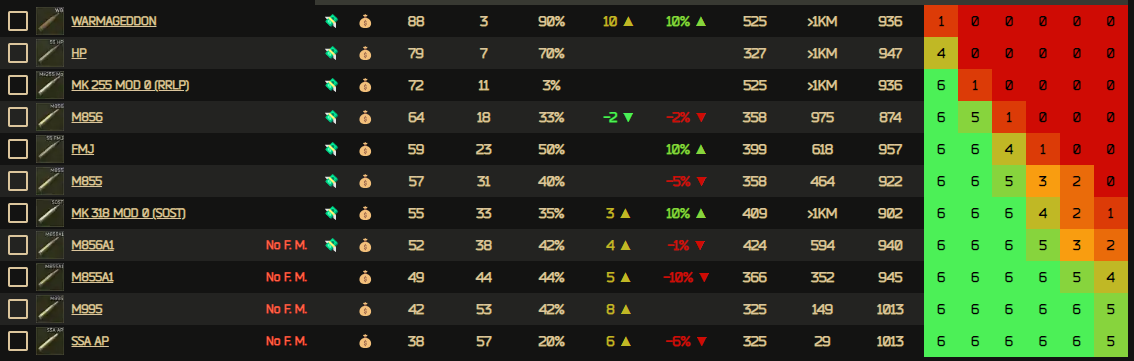 WARMAGEDDON 88 3 90% 10 ▲ 10% ▲ 525 >1KM 936 1 0 0 0 0 0
HP 79 7 70% 327 >1KM 947 4 0 0 0 0 0
MK 255 MOD 0 (RRLP) 72 11 3% 525 >1KM 936 6 1 0 0 0 0
M856 64 18 33% -2 ▼ -2% ▼ 358 975 874 6 5 1 0 0 0
FMJ 59 23 50% 10% ▲ 399 618 957 6 6 4 1 0 0
M855 57 31 40% -5% ▼ 358 464 922 6 6 5 3 2 0
MK 318 MOD 0 (SOST) 55 33 35% 3 ▲ 10% ▲ 409 >1KM 902 6 6 6 4 2 1
M856A1 No F. M. 52 38 42% 4 ▲ -1% ▼ 424 594 940 6 6 6 5 3 2
M855A1 No F. M. 49 44 44% 5 ▲ -10% ▼ 366 352 945 6 6 6 6 5 4
M995 No F. M. 42 53 42% 8 ▲ 325 149 1013 6 6 6 6 6 5
SSA AP No F. M. 38 57 20% 6 ▲ -6% ▼ 325 29 1013 6 6 6 6 6 5